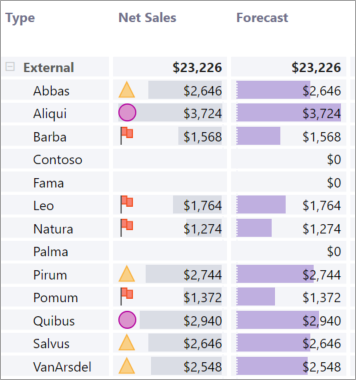 Type Net Sales Forecast
External $23,226 $23,226
Abbas $2,646 $2,646
Aliqui $3,724 $3,724
Barba $1,568 $1,568
Contoso $0
Fama $0
Leo $1,764 $1,764
Natura $1,274 $1,274
Palma $0
Pirum $2,744 $2,744
Pomum $1,372 $1,372
Quibus $2,940 $2,940
Salvus $2,646 $2,646
VanArsdel $2,548 $2,548